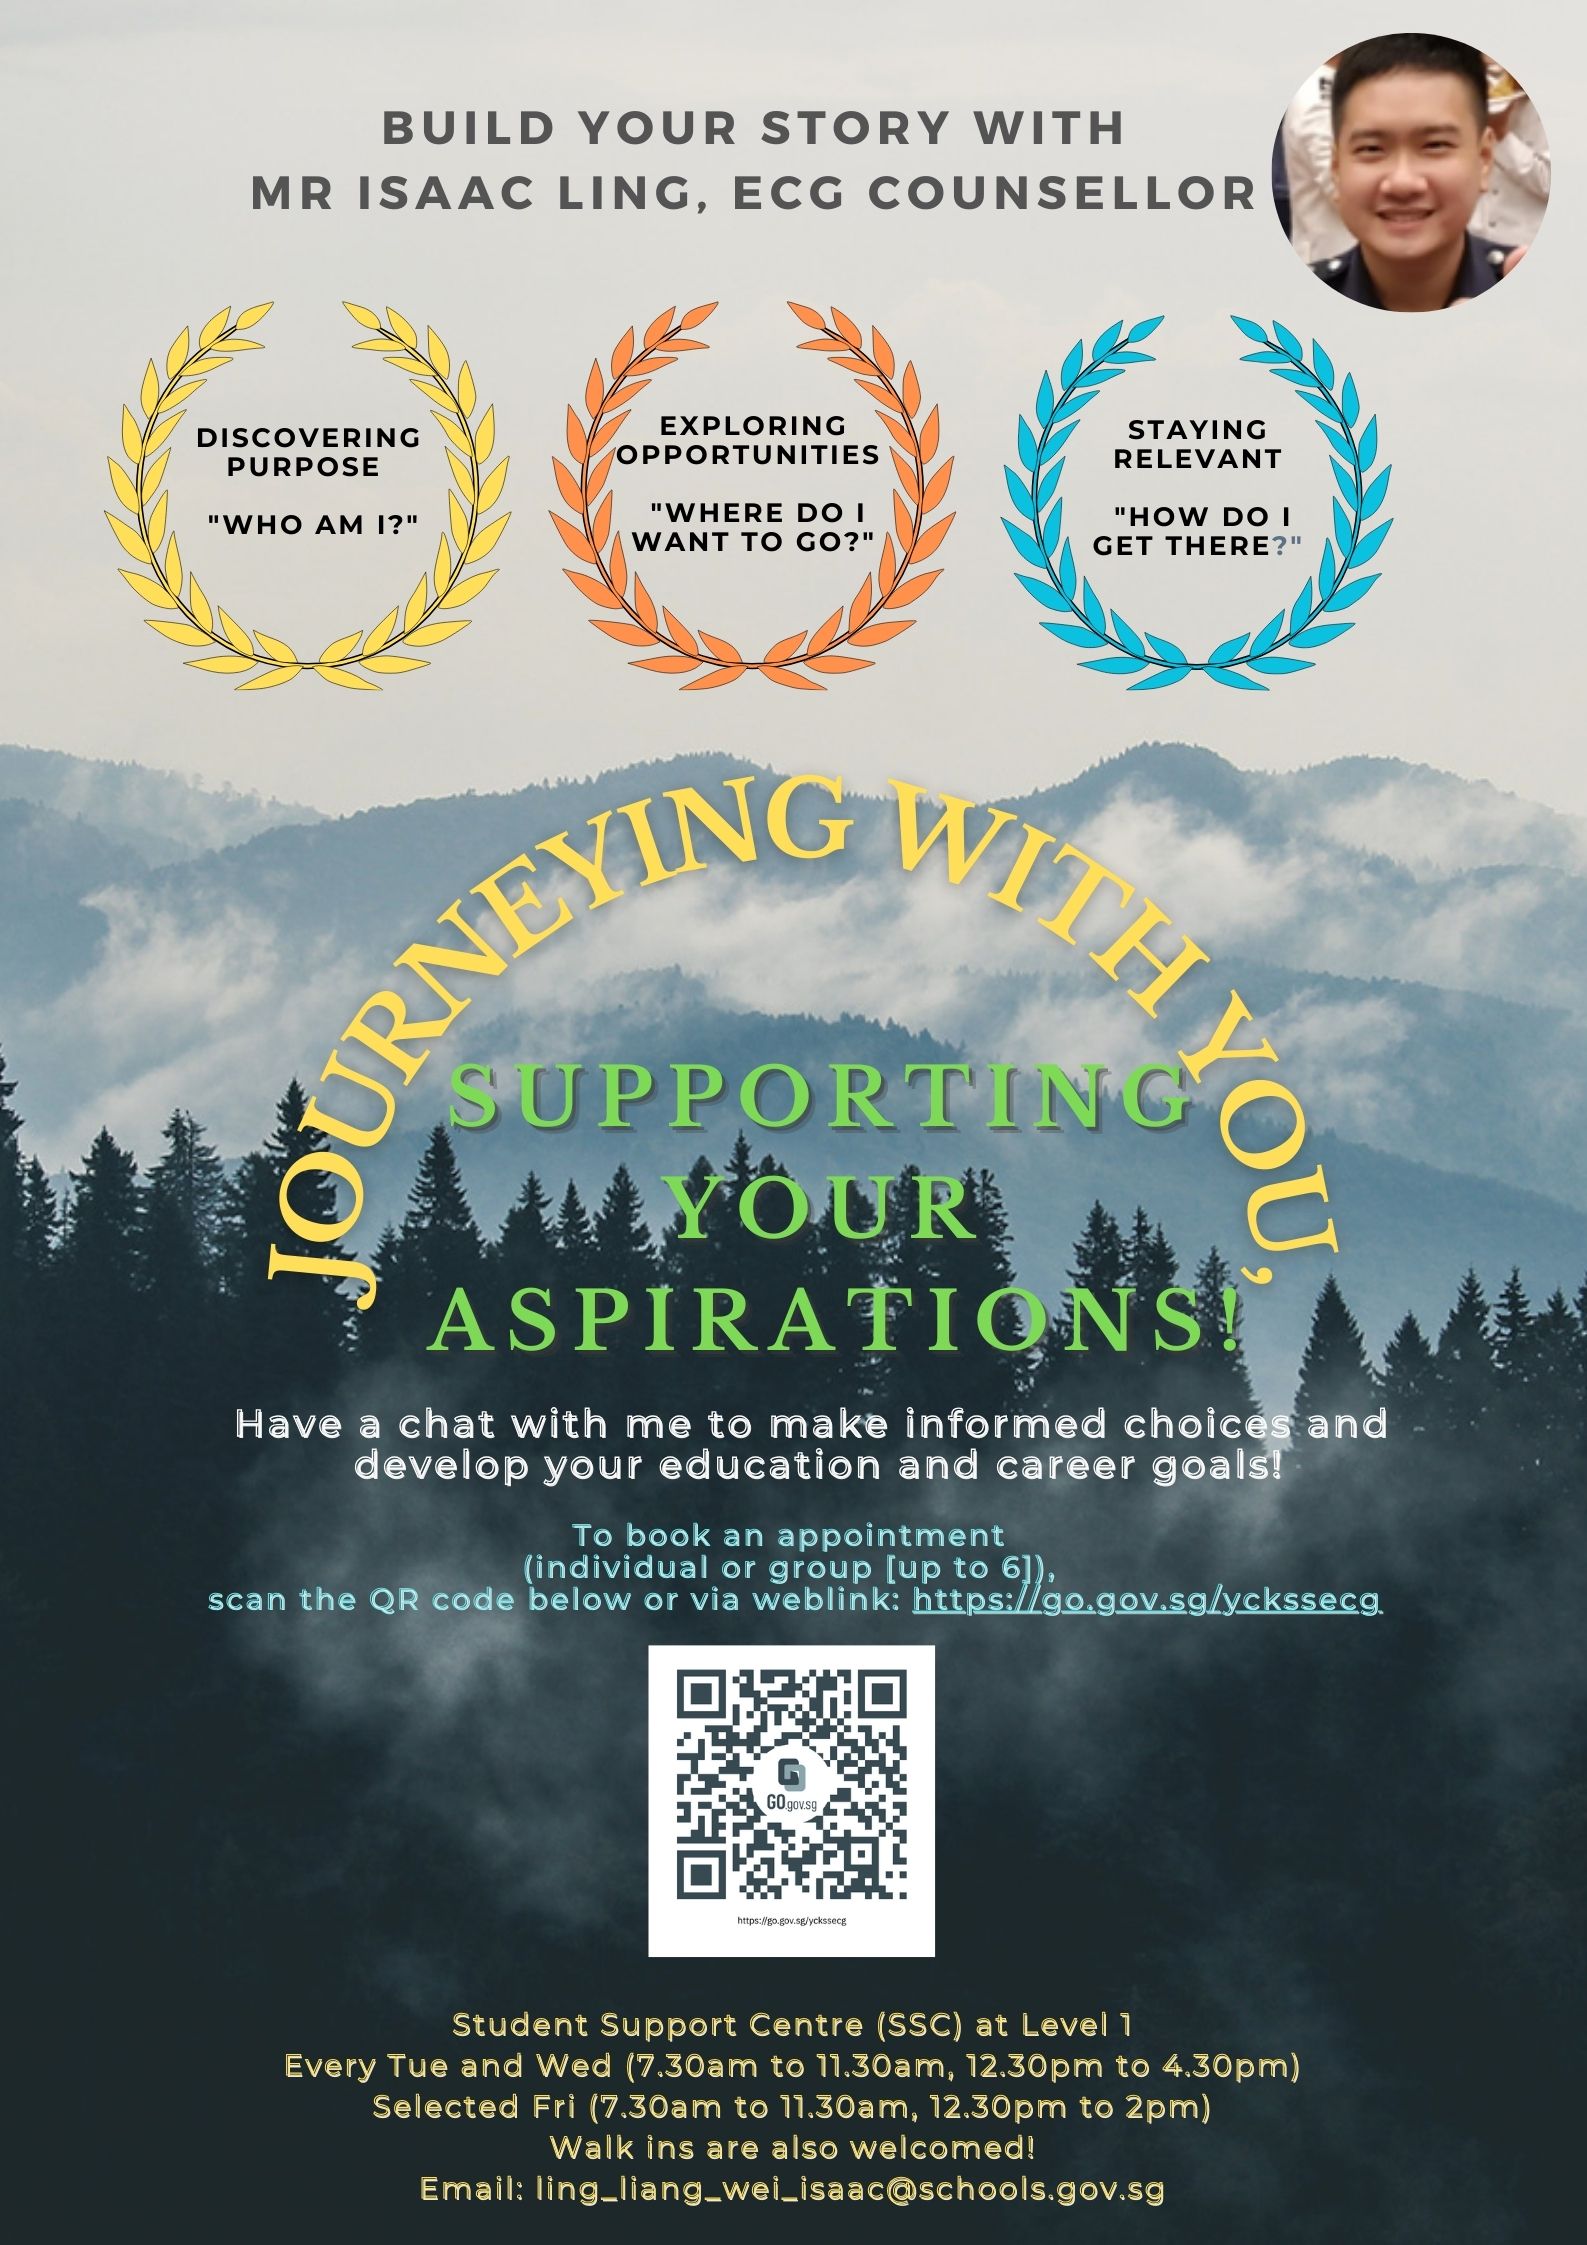 BUILD YOUR STORY WITH
MR ISAAC LING, ECG COUNSELLOR
DISCOVERING
PURPOSE
"WHO AM I?"
EXPLORING
OPPORTUNITIES
"WHERE DO I
WANT TO GO?"
STAYING
RELEVANT
"HOW DO I
GET THERE?"
JOURNEYING WITH YOU,
SUPPORTING
YOUR
ASPIRATIONS!
Have a chat with me to make informed choices and
develop your education and career goals!
To book an appointment
(individual or group [up to 6]),
scan the QR code below or via weblink: https://go.gov.sg/yckssecg
GO.gov.sg
https://go.gov.sg/yckssecg
Student Support Centre (SSC) at Level 1
Every Tue and Wed (7.30am to 11.30am, 12.30pm to 4.30pm)
Selected Fri (7.30am to 11.30am, 12.30pm to 2pm)
Walk ins are also welcomed!
Email: ling_liang_wei_isaac@schools.gov.sg